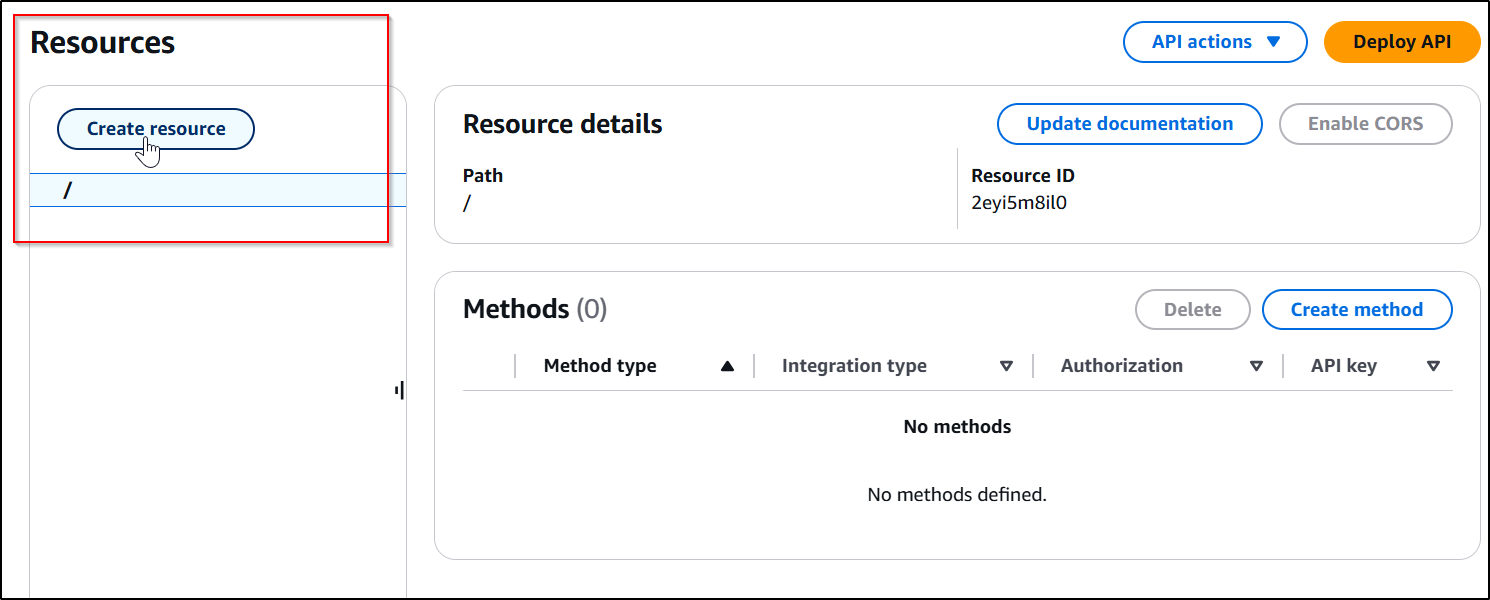 Resources
API actions
Deploy API
Create resource
/
Resource details
Update documentation
Enable CORS
Path
/
Resource ID
2eyi5m8il0
Methods (0)
Delete
Create method
Method type
Integration type
Authorization
API key
No methods
No methods defined.